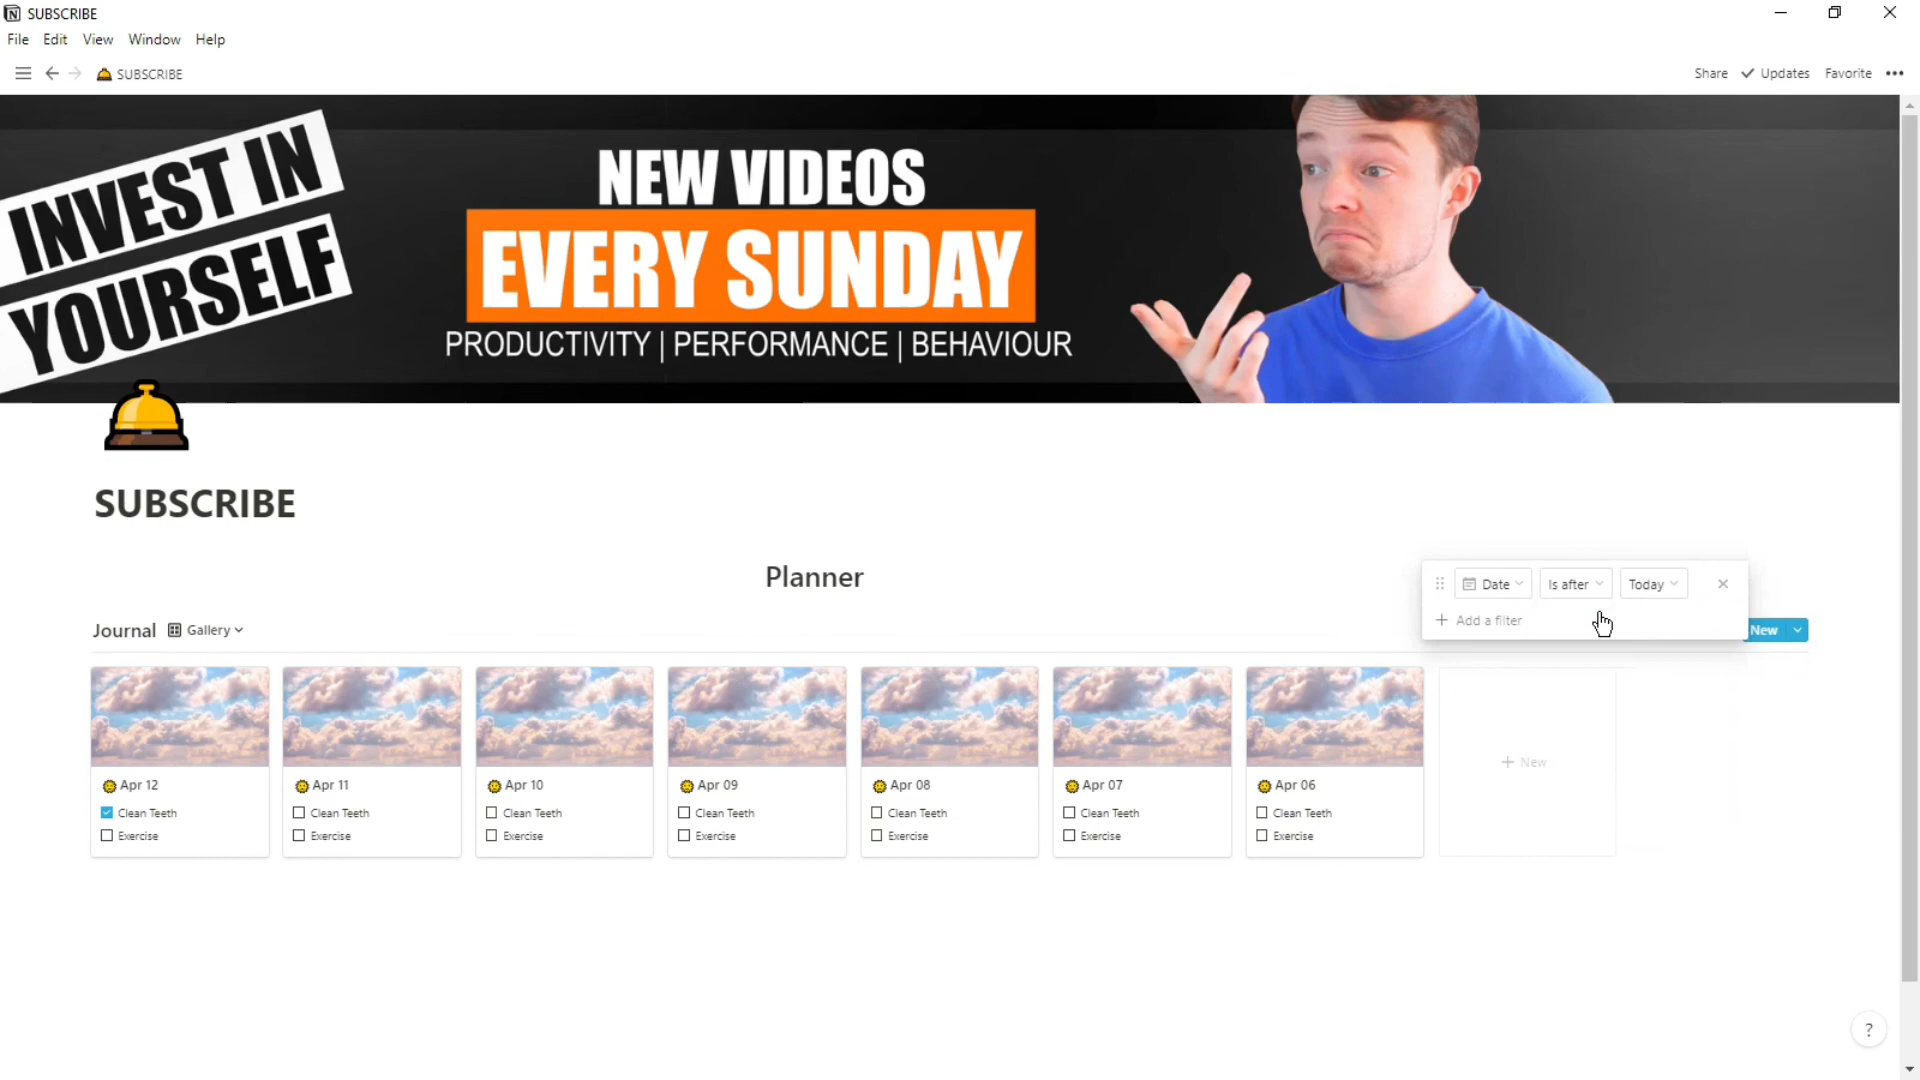 SUBSCRIBE
File Edit View Window Help
SUBSCRIBE
Share Updates Favorite
INVEST IN
YOURSELF
NEW VIDEOS
EVERY SUNDAY
PRODUCTIVITY | PERFORMANCE | BEHAVIOUR
SUBSCRIBE
Planner
Date Is after Today
+ Add a filter
Journal Gallery
New
Apr 12
Clean Teeth
Exercise
Apr 11
Clean Teeth
Exercise
Apr 10
Clean Teeth
Exercise
Apr 09
Clean Teeth
Exercise
Apr 08
Clean Teeth
Exercise
Apr 07
Clean Teeth
Exercise
Apr 06
Clean Teeth
Exercise
+ New
?